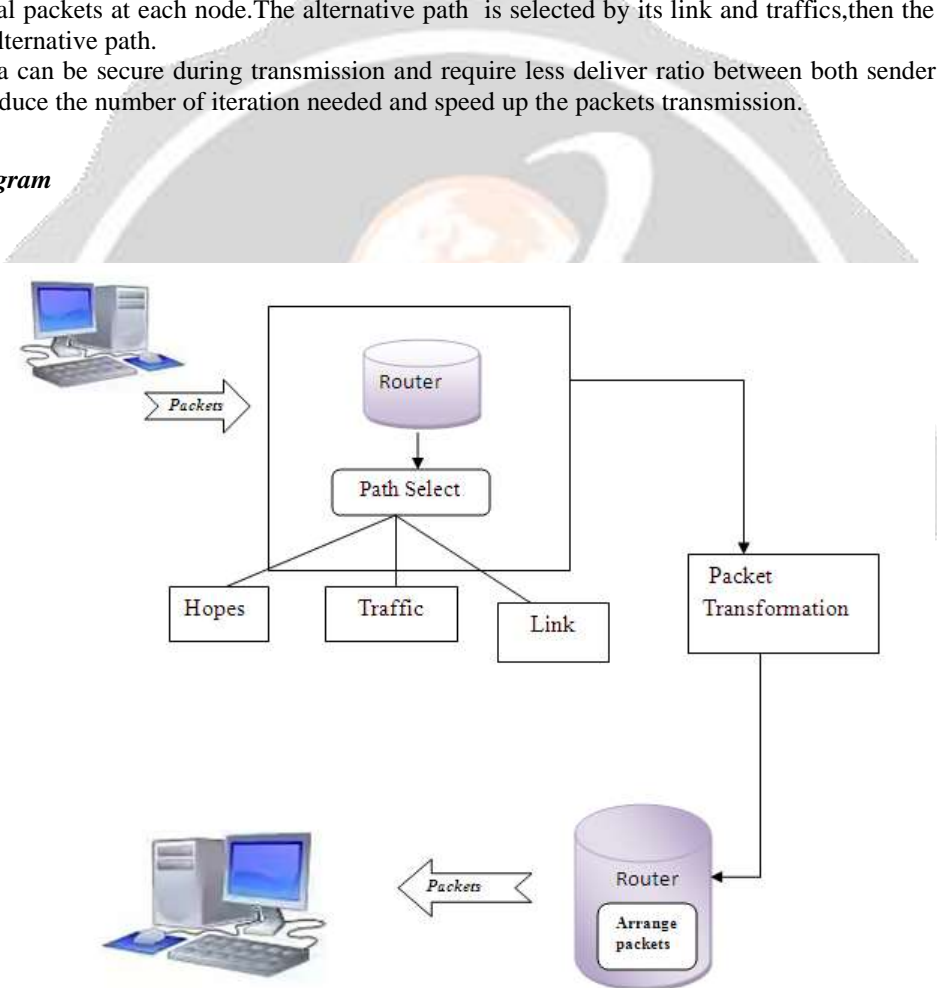 al packets at each node.The alternative path is selected by its link and traffics,then the
lternative path.
a can be secure during transmission and require less deliver ratio between both sender
duce the number of iteration needed and speed up the packets transmission.
gram
Router
Packets
Path Select
Packet
Transformation
Hopes
Traffic
Link
Packets
Router
Arrange
packets